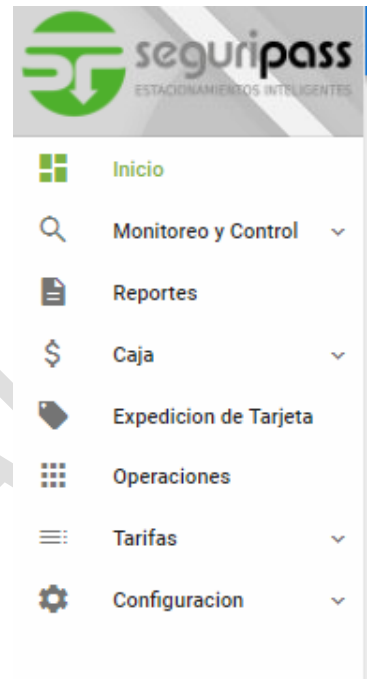 seguripass
ESTACIONAMIENTOS INTELIGENTES
Inicio
Monitoreo y Control
Reportes
$ Caja
Expedicion de Tarjeta
Operaciones
Tarifas
Configuracion